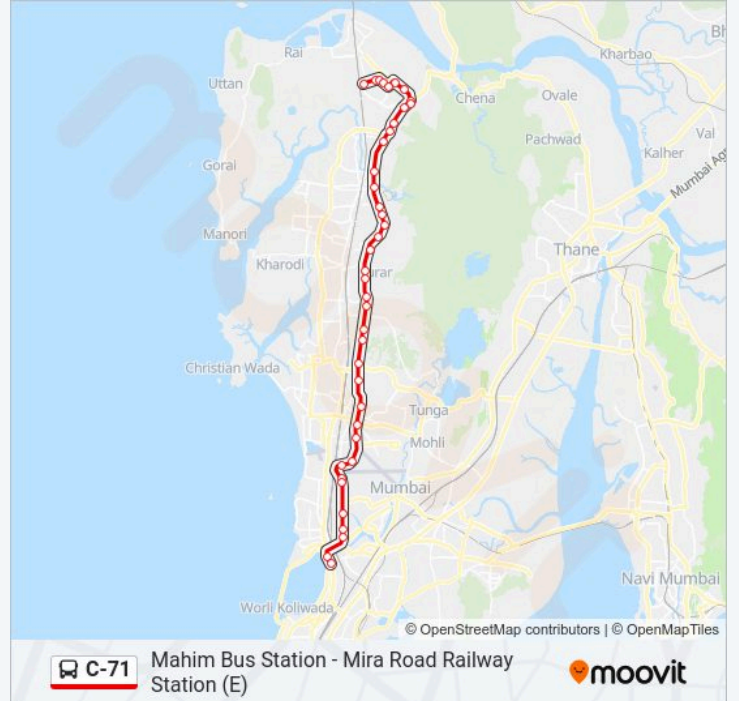 Rai
Kharbao
Bh
Uttan
Chena
Ovale
Pachwad
Val
Kalher
Gorai
Mumbai Ag
Manori
Thane
Kharodi
urar
Christian Wada
Tunga
Mohli
Mumbai
Navi Mumbai
Worli Koliwada
© OpenStreetMap contributors | © OpenMapTiles
C-71
Mahim Bus Station - Mira Road Railway
Station (E)
moovit